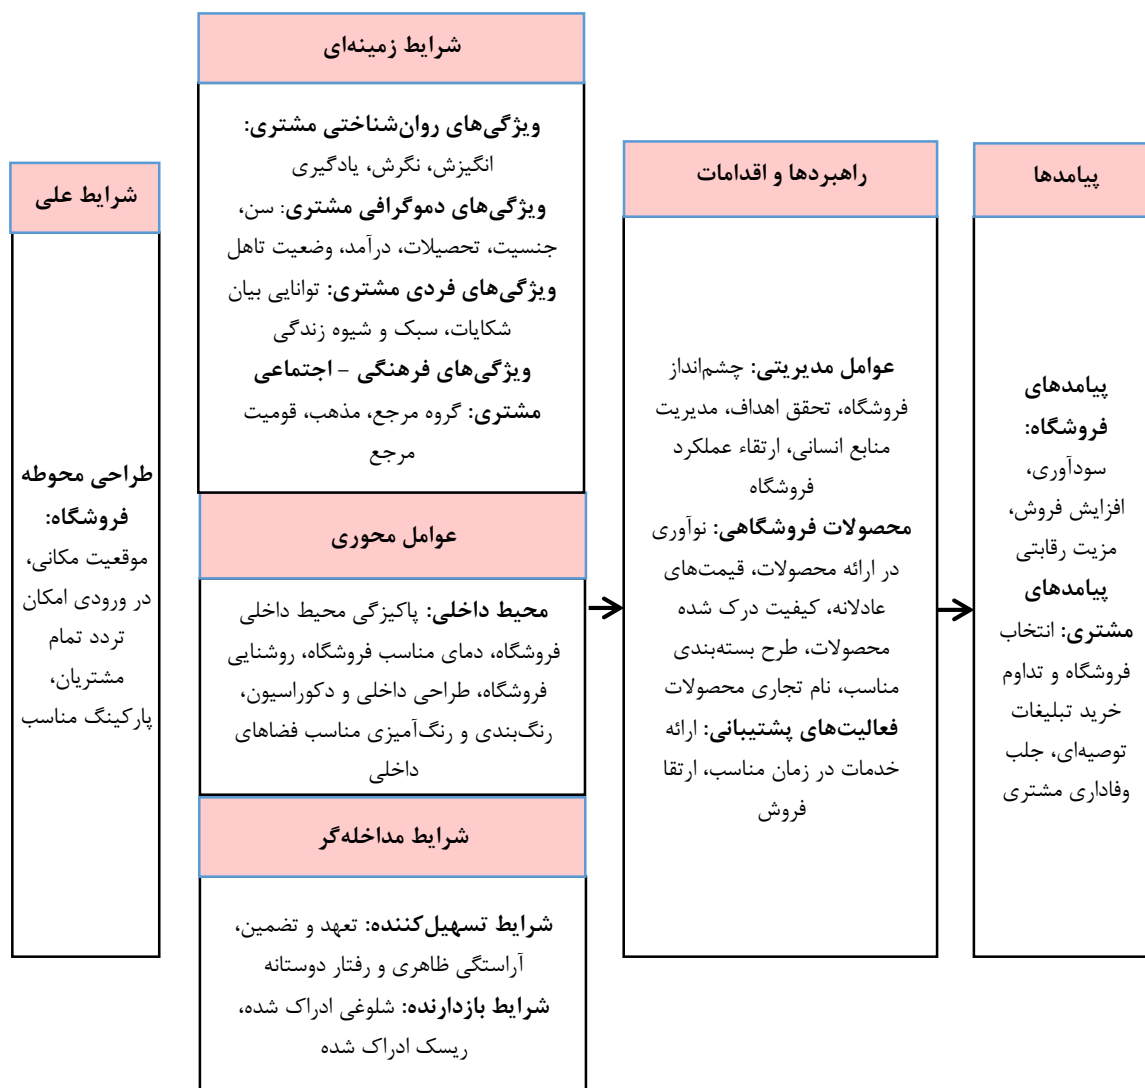 شرایط علی
طراحی محوطه
فروشگاه:
موقعیت مکانی،
در ورودی امکان
تردد تمام
مشتریان،
پارکینگ مناسب
شرایط زمینه‌ای
ویژگی‌های روان‌شناختی مشتری:
انگیزش، نگرش، یادگیری
ویژگی‌های دموگرافی مشتری: سن،
جنسیت، تحصیلات، درآمد، وضعیت تاهل
ویژگی‌های فردی مشتری: توانایی بیان
شکایات، سبک و شیوه زندگی
ویژگی‌های فرهنگی – اجتماعی
مشتری: گروه مرجع، مذهب، قومیت
مرجع
عوامل محوری
محیط داخلی: پاکیزگی محیط داخلی
فروشگاه، دمای مناسب فروشگاه، روشنایی
فروشگاه، طراحی داخلی و دکوراسیون،
رنگ‌بندی و رنگ‌آمیزی مناسب فضاهای
داخلی
شرایط مداخله‌گر
شرایط تسهیل‌کننده: تعهد و تضمین،
آراستگی ظاهری و رفتار دوستانه
شرایط بازدارنده: شلوغی ادراک شده،
ریسک ادراک شده
راهبردها و اقدامات
عوامل مدیریتی: چشم‌انداز
فروشگاه، تحقق اهداف، مدیریت
منابع انسانی، ارتقاء عملکرد
فروشگاه
محصولات فروشگاهی: نوآوری
در ارائه محصولات، قیمت‌های
عادلانه، کیفیت درک شده
محصولات، طرح بسته‌بندی
مناسب، نام تجاری محصولات
فعالیت‌های پشتیبانی: ارائه
خدمات در زمان مناسب، ارتقا
فروش
پیامدها
پیامدهای
فروشگاه:
سودآوری،
افزایش فروش،
مزیت رقابتی
پیامدهای
مشتری: انتخاب
فروشگاه و تداوم
خرید تبلیغات
توصیه‌ای، جلب
وفاداری مشتری